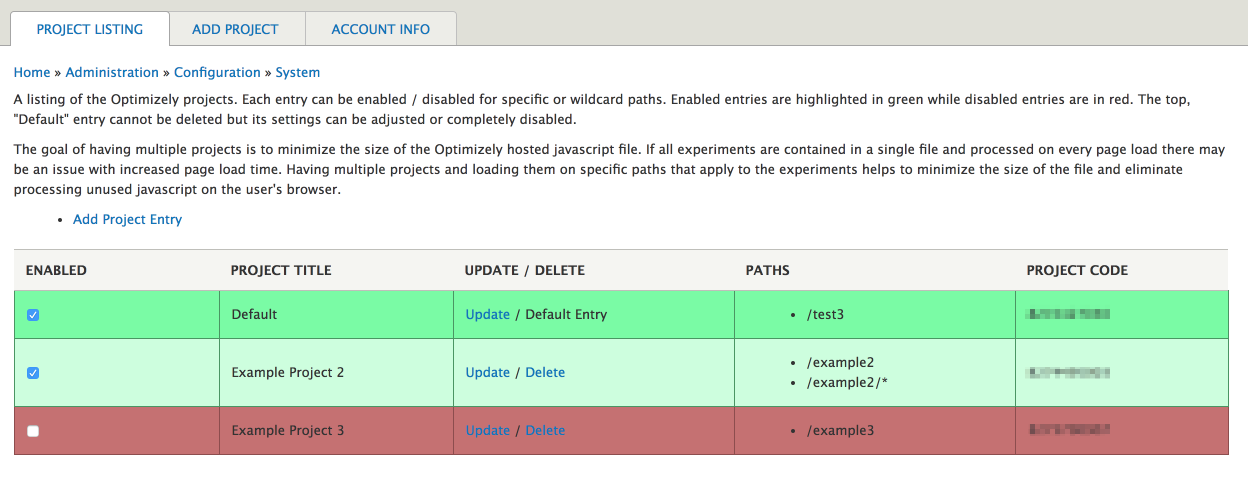 PROJECT LISTING ADD PROJECT ACCOUNT INFO
Home » Administration » Configuration » System
A listing of the Optimizely projects. Each entry can be enabled / disabled for specific or wildcard paths. Enabled entries are highlighted in green while disabled entries are in red. The top,
"Default" entry cannot be deleted but its settings can be adjusted or completely disabled.
The goal of having multiple projects is to minimize the size of the Optimizely hosted javascript file. If all experiments are contained in a single file and processed on every page load there may
be an issue with increased page load time. Having multiple projects and loading them on specific paths that apply to the experiments helps to minimize the size of the file and eliminate
processing unused javascript on the user's browser.
• Add Project Entry
ENABLED PROJECT TITLE UPDATE / DELETE PATHS PROJECT CODE
Default Update / Default Entry • /test3
Example Project 2 Update / Delete • /example2
• /example2/*
Example Project 3 Update / Delete • /example3